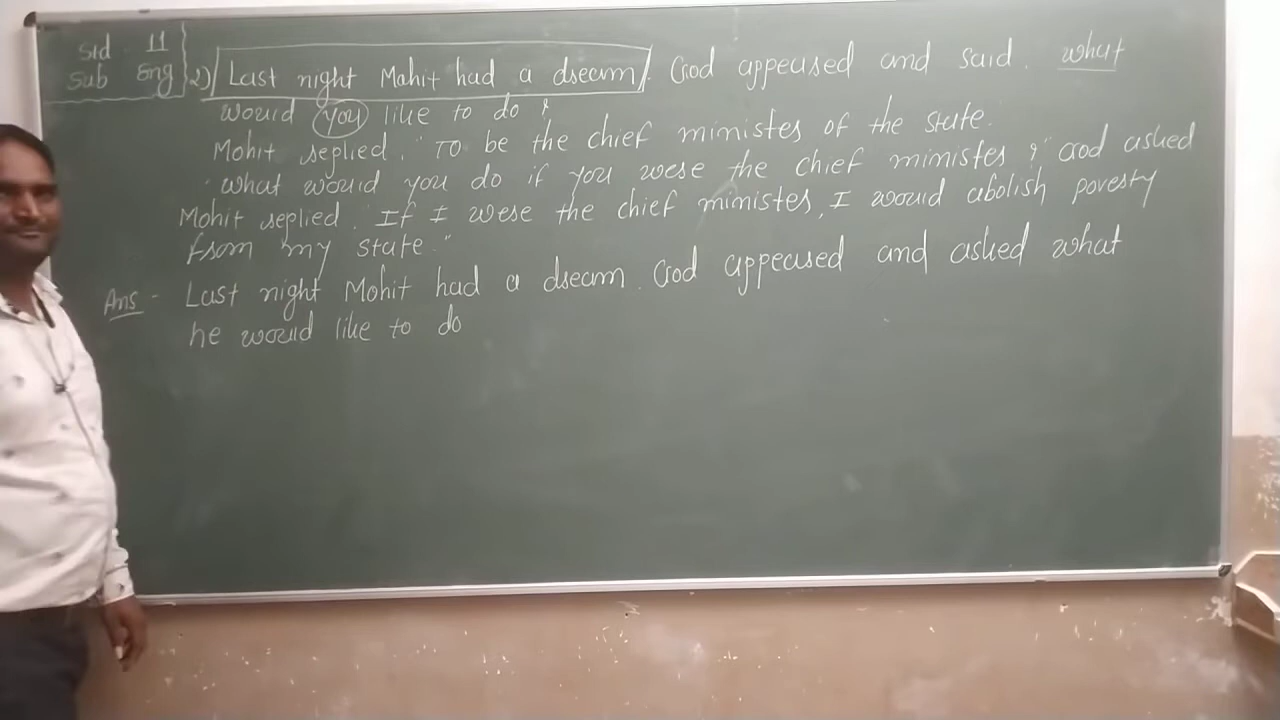 Std 11
Sub Eng
2) Last night Mohit had a dream. God appeared and said. what
would you like to do ?
Mohit replied. "To be the chief minister of the state.
"what would you do if you were the chief minister ?" God asked
Mohit replied. "If I were the chief minister, I would abolish poverty
from my state."
Ans - Last night Mohit had a dream. God appeared and asked what
he would like to do